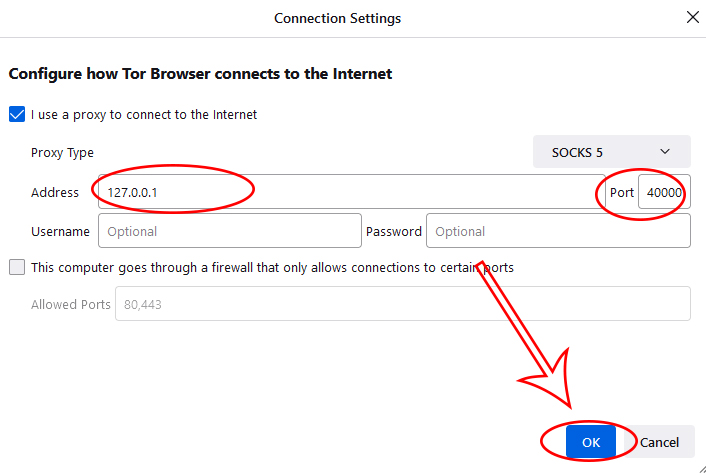 Connection Settings
Configure how Tor Browser connects to the Internet
I use a proxy to connect to the Internet
Proxy Type SOCKS 5
Address 127.0.0.1 Port 40000
Username Optional Password Optional
This computer goes through a firewall that only allows connections to certain ports
Allowed Ports 80,443
OK Cancel